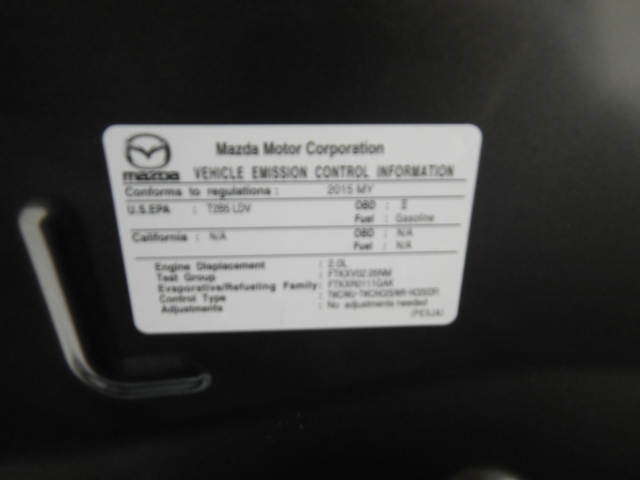 Mazda Motor Corporation
mazda VEHICLE EMISSION CONTROL INFORMATION
Conforms to regulations : 2015 MY
U.S.EPA : T2B5 LDV OBD : II
Fuel : Gasoline
California : N/A OBD : N/A
Fuel : N/A
Engine Displacement : 2.0L
Test Group :
Evaporative/Refueling Family: FTKXR0111GAK
Control Type :
Adjustments : No adjustments needed
(PE3JA)